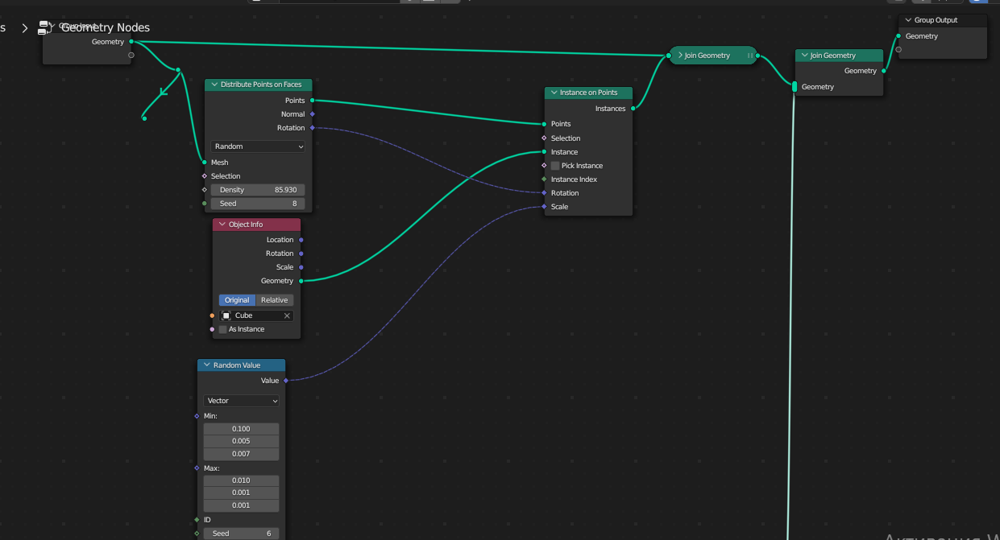 s
Geometry Nodes
Group Input
Geometry
Distribute Points on Faces
Points
Normal
Rotation
Random
Mesh
Selection
Density 85.930
Seed 8
Object Info
Location
Rotation
Scale
Geometry
Original Relative
Cube
As Instance
Random Value
Value
Vector
Min:
0.100
0.005
0.007
Max:
0.010
0.001
0.001
ID
Seed 6
Instance on Points
Instances
Points
Selection
Instance
Pick Instance
Instance Index
Rotation
Scale
Join Geometry
Join Geometry
Geometry
Geometry
Group Output
Geometry
Активация W